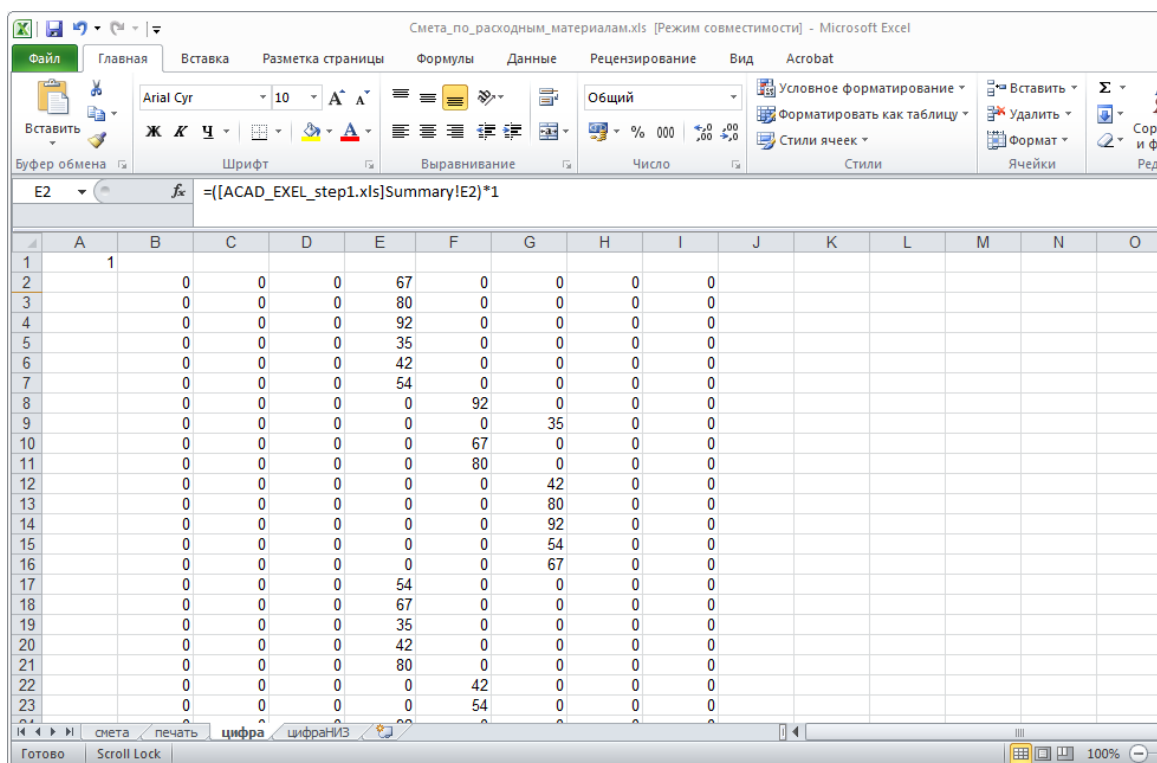 Смета_по_расходным_материалам.xls [Режим совместимости] - Microsoft Excel
Файл Главная Вставка Разметка страницы Формулы Данные Рецензирование Вид Acrobat
Вставить
Arial Cyr 10 A A
Ж К Ч А
Общий
% 000 ,00 ,00
Условное форматирование
Форматировать как таблицу
Стили ячеек
Вставить
Удалить
Формат
Σ
Буфер обмена Шрифт Выравнивание Число Стили Ячейки
E2 fx =([ACAD_EXEL_step1.xls]Summary!E2)*1
A B C D E F G H I J K L M N O
1 1
2 0 0 0 67 0 0 0 0
3 0 0 0 80 0 0 0 0
4 0 0 0 92 0 0 0 0
5 0 0 0 35 0 0 0 0
6 0 0 0 42 0 0 0 0
7 0 0 0 54 0 0 0 0
8 0 0 0 0 92 0 0 0
9 0 0 0 0 0 35 0 0
10 0 0 0 0 67 0 0 0
11 0 0 0 0 80 0 0 0
12 0 0 0 0 0 42 0 0
13 0 0 0 0 0 80 0 0
14 0 0 0 0 0 92 0 0
15 0 0 0 0 0 54 0 0
16 0 0 0 0 0 67 0 0
17 0 0 0 54 0 0 0 0
18 0 0 0 67 0 0 0 0
19 0 0 0 35 0 0 0 0
20 0 0 0 42 0 0 0 0
21 0 0 0 80 0 0 0 0
22 0 0 0 0 42 0 0 0
23 0 0 0 0 54 0 0 0
смета печать цифра цифраНИЗ
Готово Scroll Lock 100%